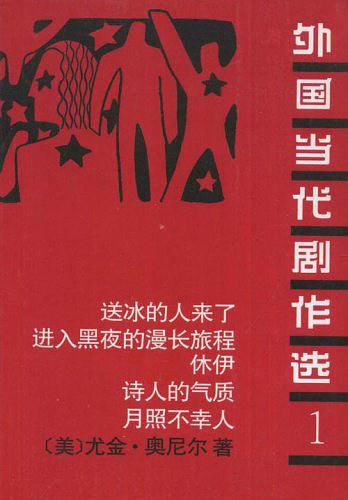 外国当代剧作选
1
送冰的人来了
进入黑夜的漫长旅程
休伊
诗人的气质
月照不幸人
〔美〕尤金·奥尼尔 著